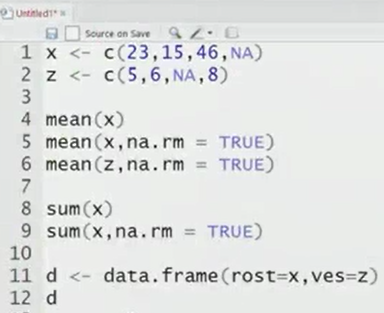 Untitled1* ×
Source on Save
1 x <- c(23,15,46,NA)
2 z <- c(5,6,NA,8)
3
4 mean(x)
5 mean(x,na.rm = TRUE)
6 mean(z,na.rm = TRUE)
7
8 sum(x)
9 sum(x,na.rm = TRUE)
10
11 d <- data.frame(rost=x,ves=z)
12 d